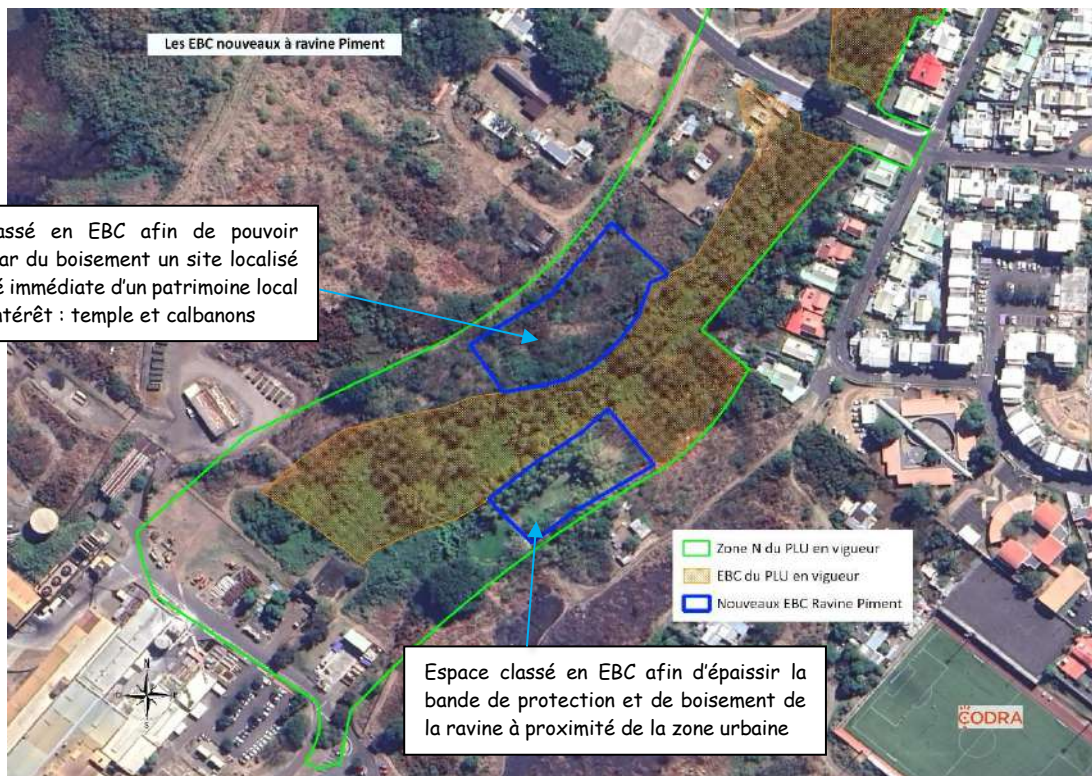 Les EBC nouveaux à ravine Piment
assé en EBC afin de pouvoir
ar du boisement un site localisé
é immédiate d'un patrimoine local
ntérêt : temple et calbanons
Zone N du PLU en vigueur
EBC du PLU en vigueur
Nouveaux EBC Ravine Piment
Espace classé en EBC afin d'épaissir la
bande de protection et de boisement de
la ravine à proximité de la zone urbaine
N
S
CODRA